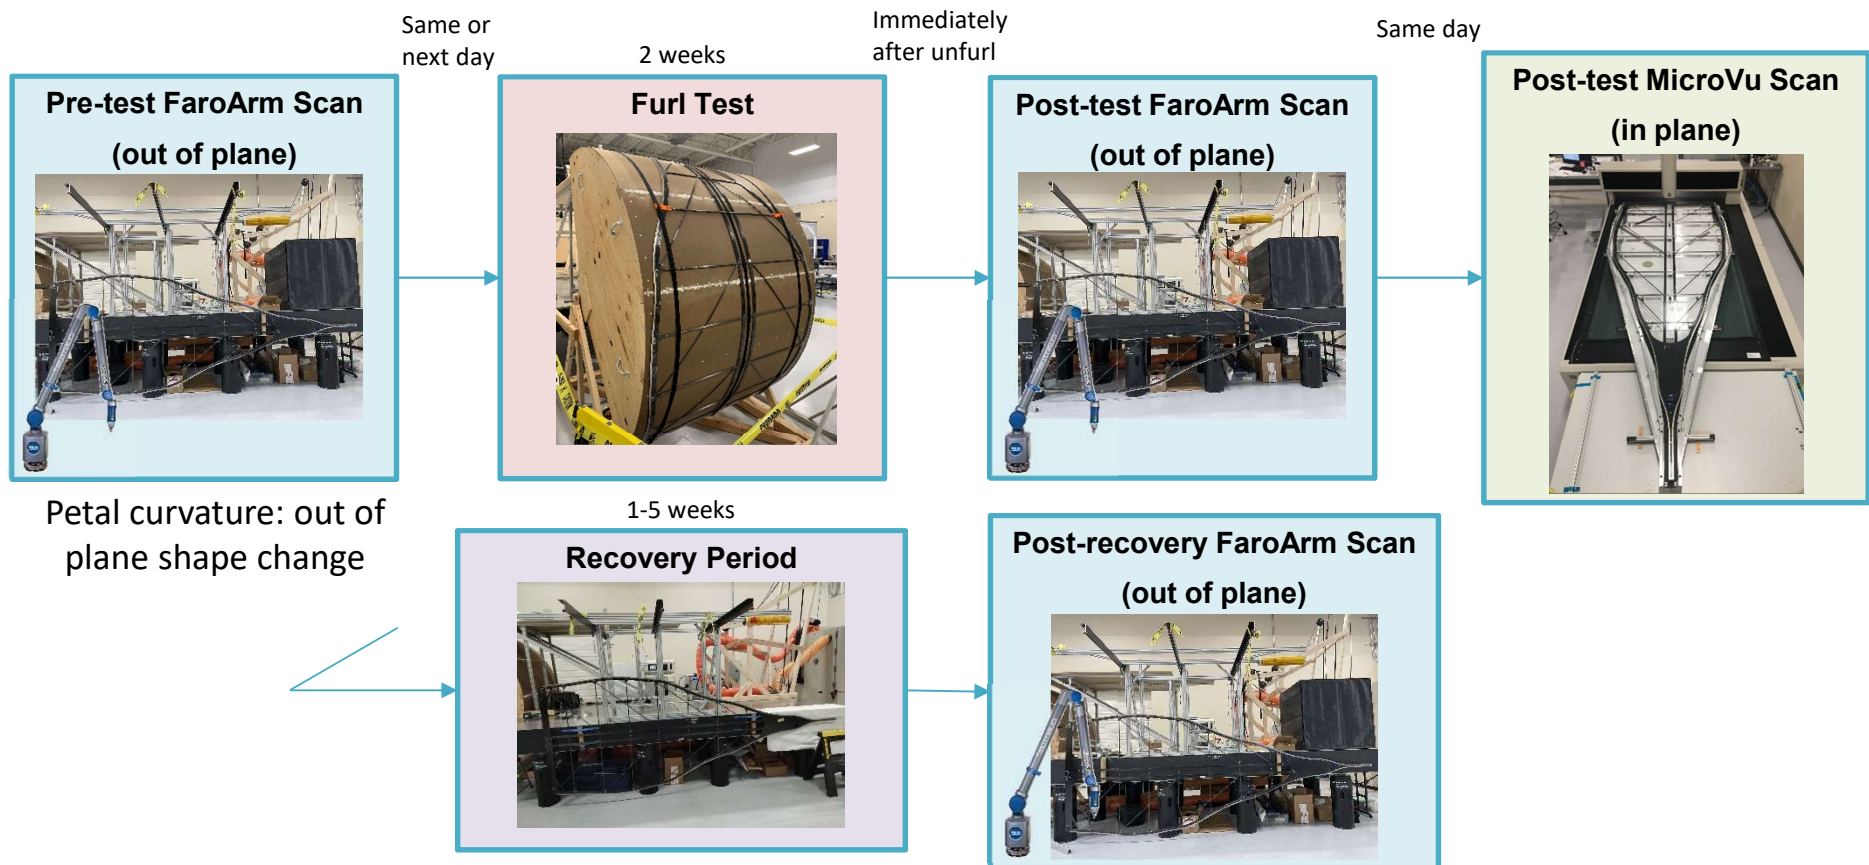 Same or
next day
2 weeks
Immediately
after unfurl
Same day
Pre-test FaroArm Scan
(out of plane)
Furl Test
Post-test FaroArm Scan
(out of plane)
Post-test MicroVu Scan
(in plane)
Petal curvature: out of
plane shape change
1-5 weeks
Recovery Period
Post-recovery FaroArm Scan
(out of plane)